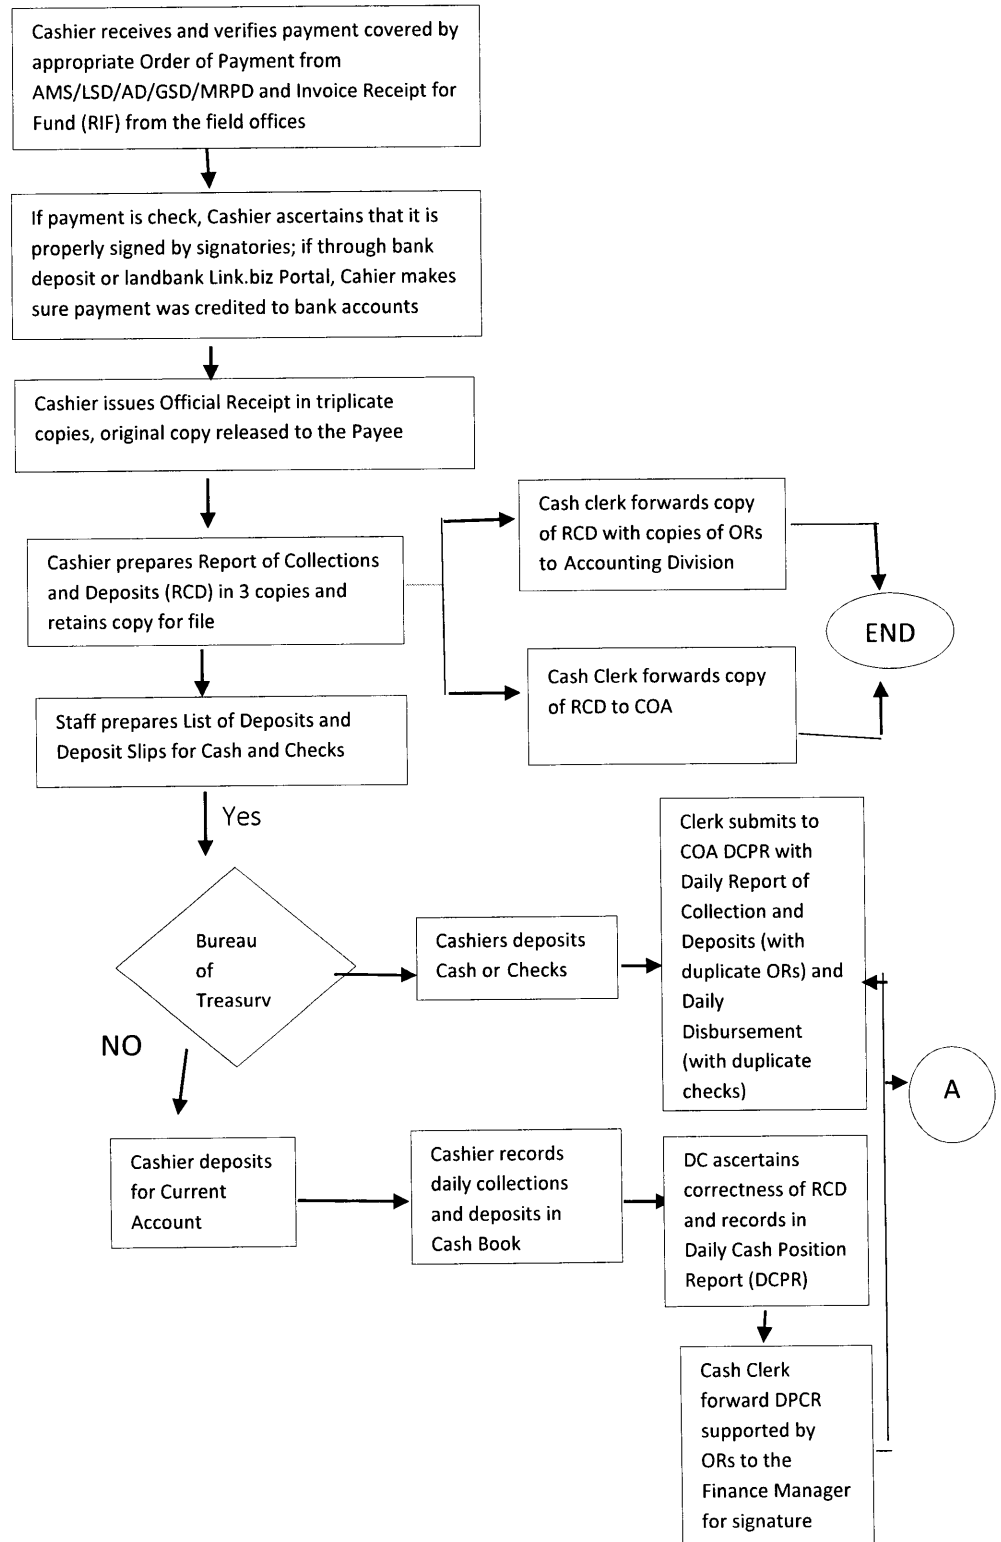 Cashier receives and verifies payment covered by
appropriate Order of Payment from
AMS/LSD/AD/GSD/MRPD and Invoice Receipt for
Fund (RIF) from the field offices
If payment is check, Cashier ascertains that it is
properly signed by signatories; if through bank
deposit or landbank Link.biz Portal, Cahier makes
sure payment was credited to bank accounts
Cashier issues Official Receipt in triplicate
copies, original copy released to the Payee
Cashier prepares Report of Collections
and Deposits (RCD) in 3 copies and
retains copy for file
Cash clerk forwards copy
of RCD with copies of ORs
to Accounting Division
END
Cash Clerk forwards copy
of RCD to COA
Staff prepares List of Deposits and
Deposit Slips for Cash and Checks
Yes
Bureau
of
Treasurv
NO
Cashiers deposits
Cash or Checks
Clerk submits to
COA DCPR with
Daily Report of
Collection and
Deposits (with
duplicate ORs) and
Daily
Disbursement
(with duplicate
checks)
A
Cashier deposits
for Current
Account
Cashier records
daily collections
and deposits in
Cash Book
DC ascertains
correctness of RCD
and records in
Daily Cash Position
Report (DCPR)
Cash Clerk
forward DPCR
supported by
ORs to the
Finance Manager
for signature